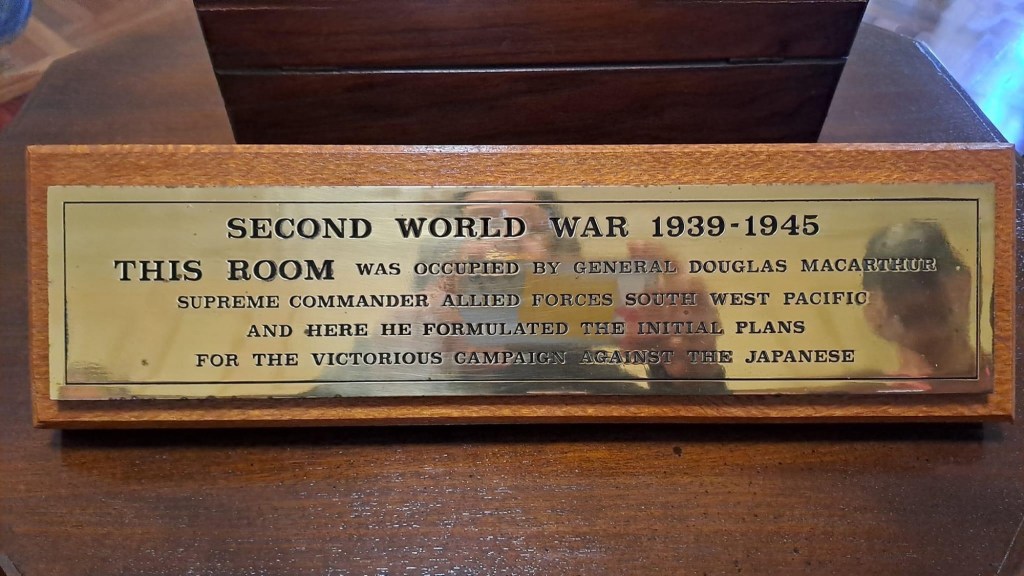 SECOND WORLD WAR 1939-1945
THIS ROOM WAS OCCUPIED BY GENERAL DOUGLAS MACARTHUR
SUPREME COMMANDER ALLIED FORCES SOUTH WEST PACIFIC
AND HERE HE FORMULATED THE INITIAL PLANS
FOR THE VICTORIOUS CAMPAIGN AGAINST THE JAPANESE